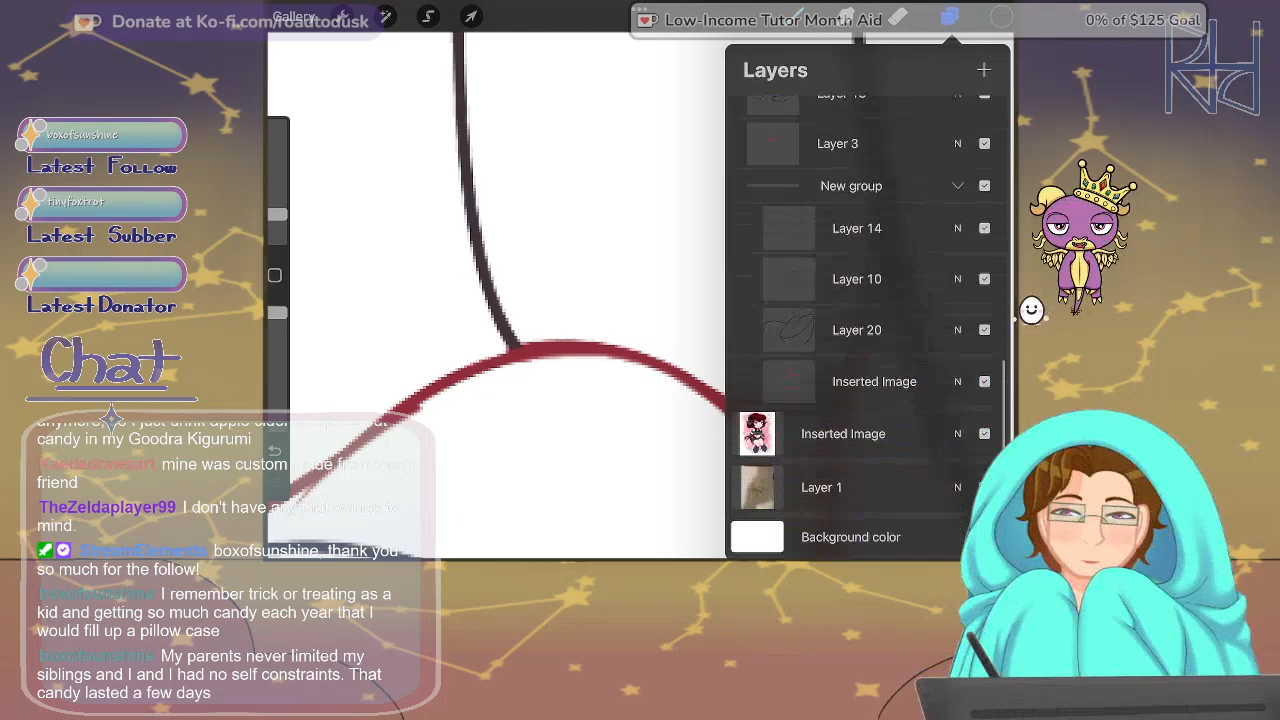 Donate at Ko-fi.com/roadtodusk
Gallery
Low-Income Tutor Month Aid
0% of $125 Goal
Layers
Layer 3
N
New group
Layer 14
N
Layer 10
N
Layer 20
N
Inserted Image
N
Inserted Image
N
Layer 1
N
Background color
boxofsunshine
Latest Follow
tinyfoxtrot
Latest Subber
Latest Donator
Chat
candy in my Goodra Kigurumi
mine was custom
friend
TheZeldaplayer99 I don't have
mind.
StreamElements boxofsunshine, thank you
so much for the follow!
boxofsunshine I remember trick or treating as a
kid and getting so much candy each year that I
would fill up a pillow case
boxofsunshine My parents never limited my
siblings and I and I had no self constraints. That
candy lasted a few days